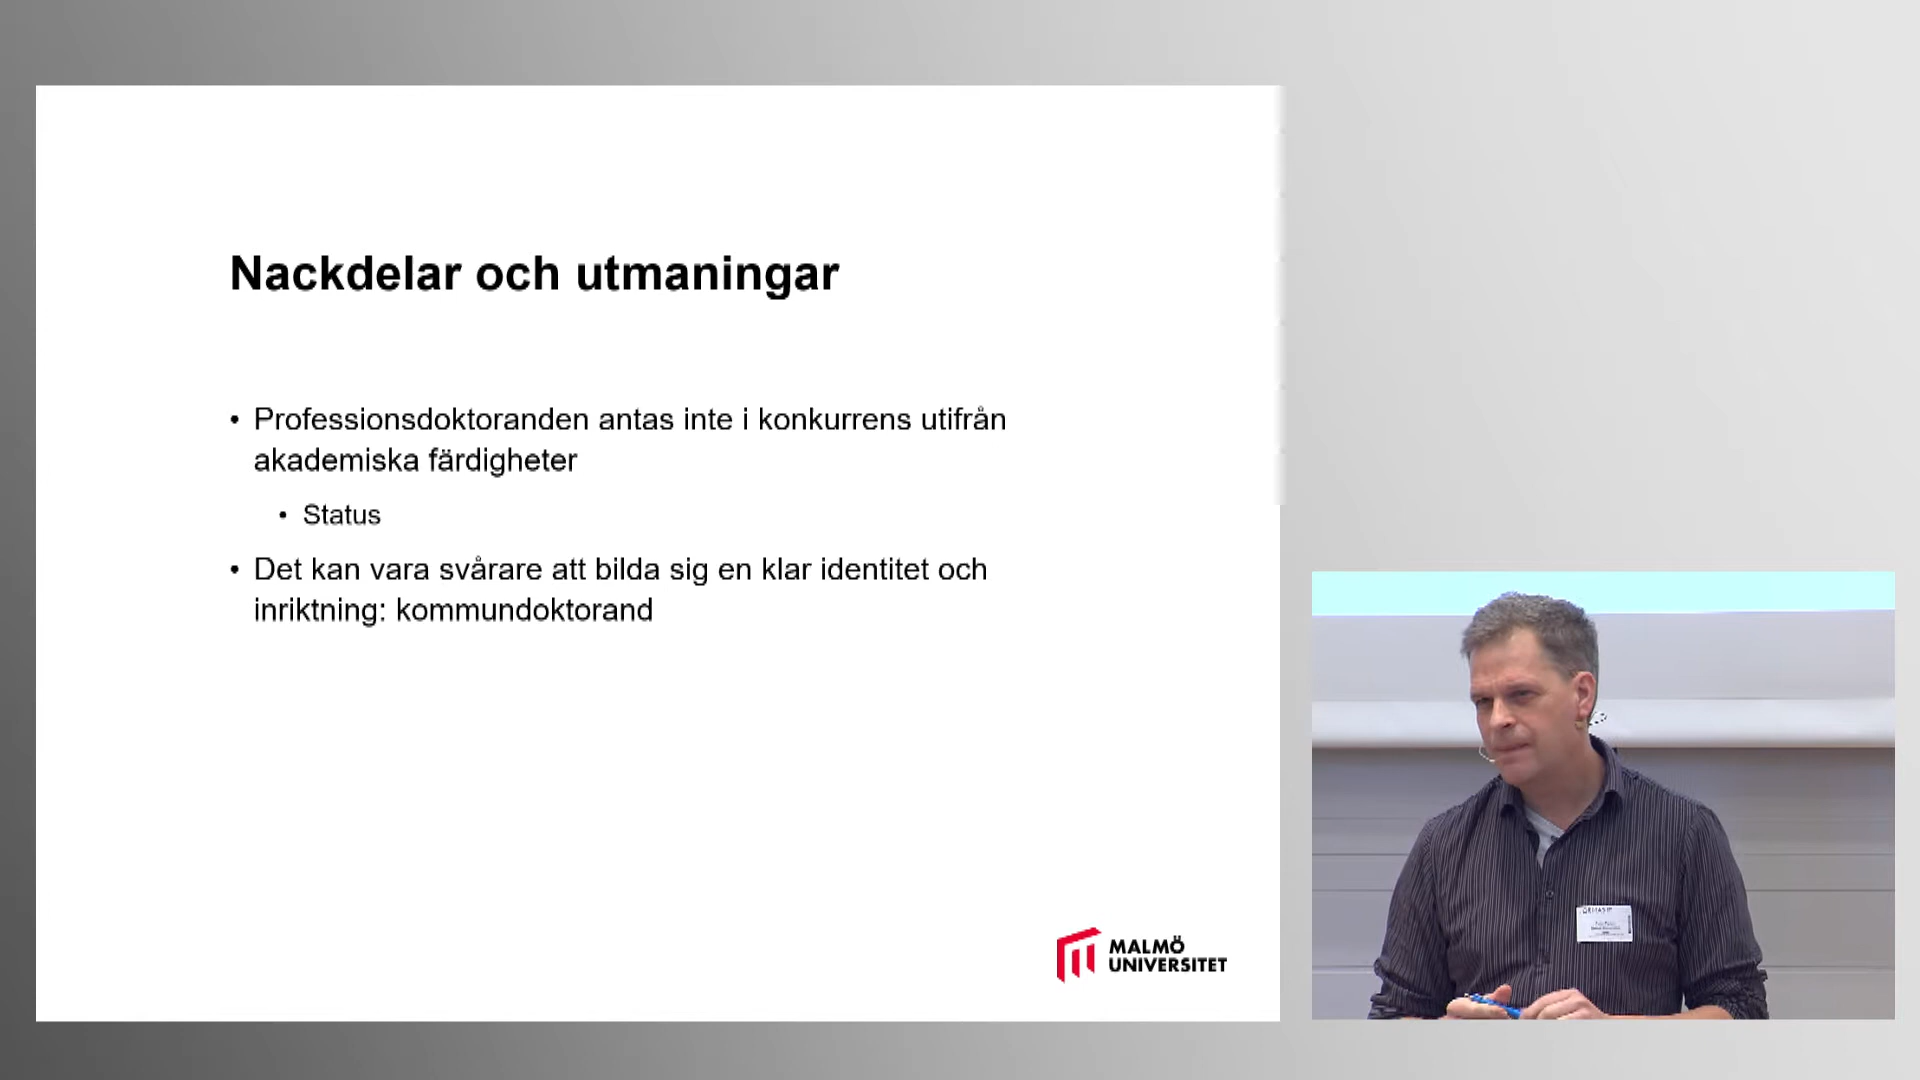 Nackdelar och utmaningar
• Professionsdoktoranden antas inte i konkurrens utifrån
akademiska färdigheter
• Status
• Det kan vara svårare att bilda sig en klar identitet och
inriktning: kommundoktorand
MALMÖ
UNIVERSITET